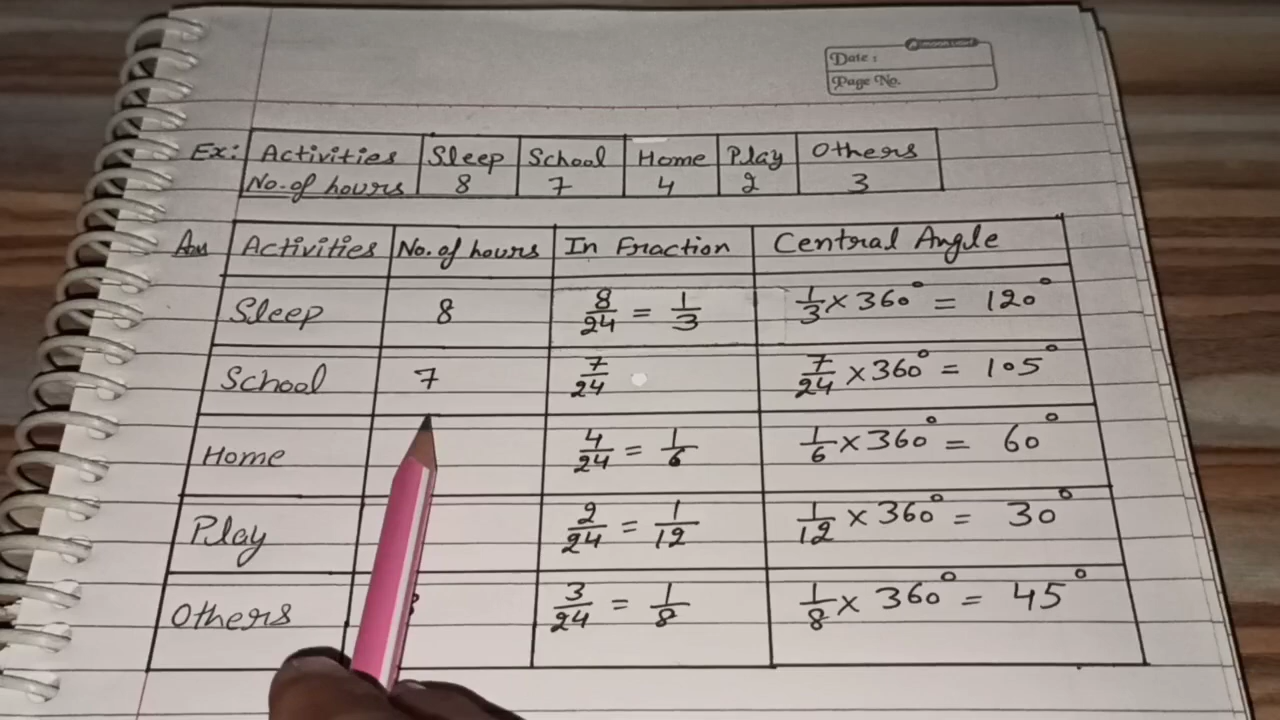 Date :
Page No.
Ex: Activities Sleep School Home Play Others
No. of hours 8 7 4 2 3
Ans Activities No. of hours In Fraction Central Angle
Sleep 8 8/24 = 1/3 1/3 × 360° = 120°
School 7 7/24 7/24 × 360° = 105°
Home 4/24 = 1/6 1/6 × 360° = 60°
Play 2/24 = 1/12 1/12 × 360° = 30°
Others 3/24 = 1/8 1/8 × 360° = 45°